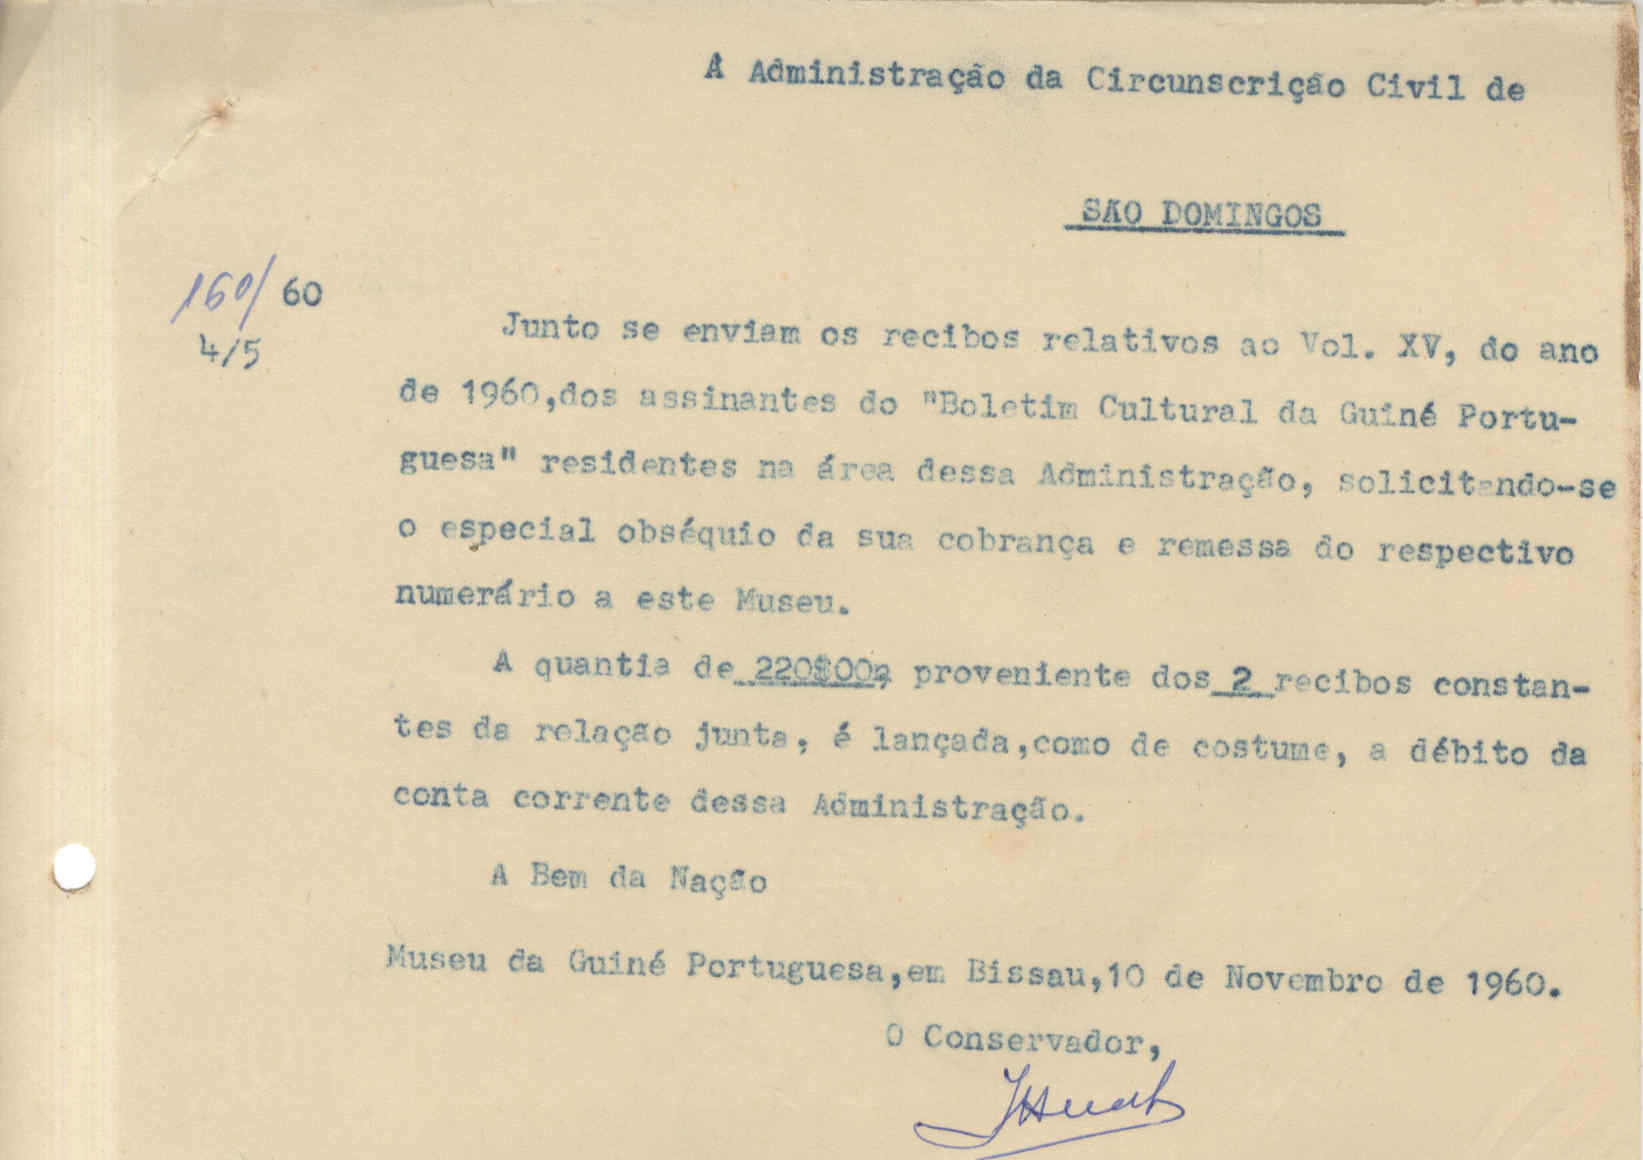 À Administração da Circunscrição Civil de
SÃO DOMINGOS
160/60
4/5
Junto se enviam os recibos relativos ao Vol. XV, do ano
de 1960,dos assinantes do "Boletim Cultural da Guiné Portu-
guesa" residentes na área dessa Administração, solicitando-se
o especial obséquio da sua cobrança e remessa do respectivo
numerário a este Museu.
A quantia de 220$00, proveniente dos 2 recibos constan-
tes da relação junta, é lançada,como de costume, a débito da
conta corrente dessa Administração.
A Bem da Nação
Museu da Guiné Portuguesa,em Bissau,10 de Novembro de 1960.
O Conservador,